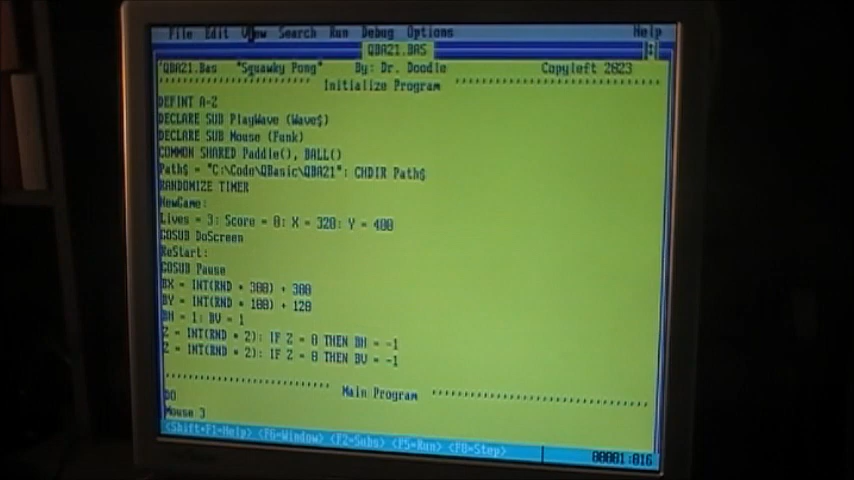 File Edit View Search Run Debug Options Help
QBA21.BAS
'QBA21.Bas "Squawky Pong" By: Dr. Doodle Copyleft 2023
Initialize Program
DEFINT A-Z
DECLARE SUB PlayWave (Wave$)
DECLARE SUB Mouse (Funk)
COMMON SHARED Paddle(), BALL()
Path$ = "C:\Code\QBasic\QBA21": CHDIR Path$
RANDOMIZE TIMER
NewGame:
Lives = 3: Score = 0: X = 320: Y = 400
GOSUB DoScreen
ReStart:
GOSUB Pause
BX = INT(RND * 300) + 300
BY = INT(RND * 100) + 120
BH = 1: BV = 1
Z = INT(RND * 2): IF Z = 0 THEN BH = -1
Z = INT(RND * 2): IF Z = 0 THEN BV = -1
Main Program
DO
Mouse 3
<Shift+F1=Help> <F6=Window> <F2=Subs> <F5=Run> <F8=Step> 00001:016